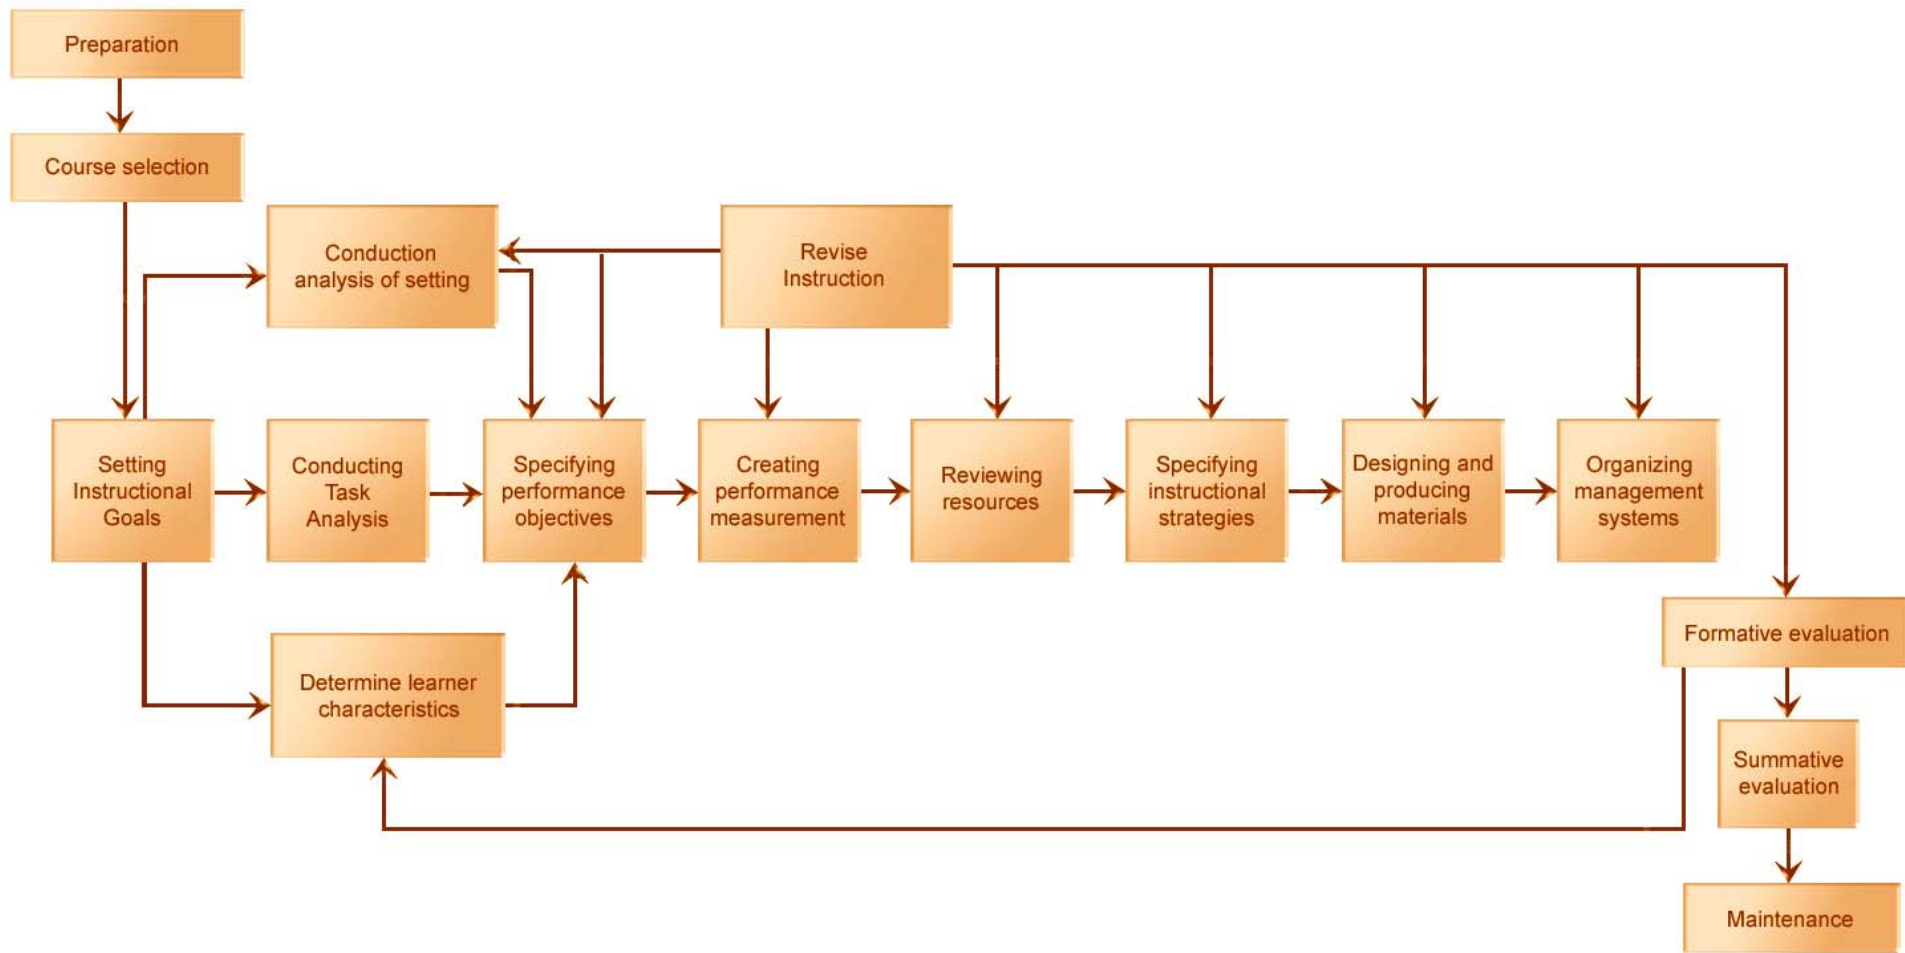 Preparation
Course selection
Conduction
analysis of setting
Revise
Instruction
Setting
Instructional
Goals
Conducting
Task
Analysis
Specifying
performance
objectives
Creating
performance
measurement
Reviewing
resources
Specifying
instructional
strategies
Designing and
producing
materials
Organizing
management
systems
Determine learner
characteristics
Formative evaluation
Summative
evaluation
Maintenance